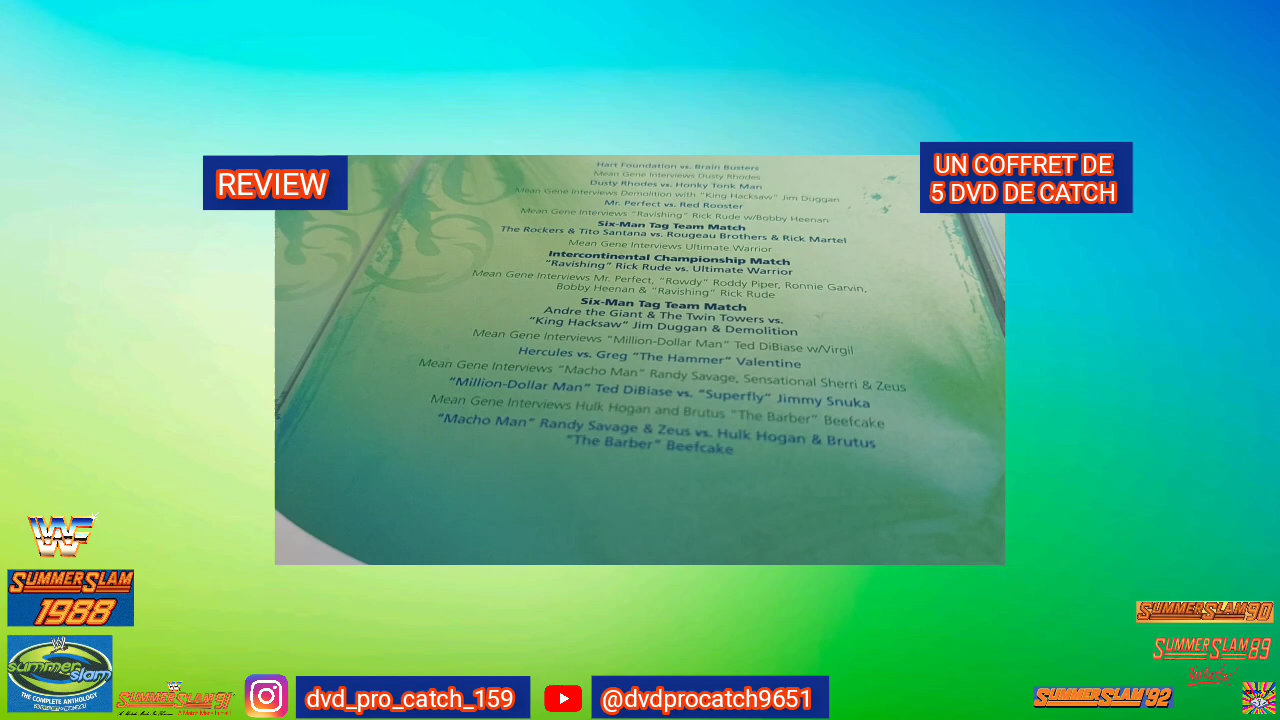 REVIEW
UN COFFRET DE
5 DVD DE CATCH
Hart Foundation vs. Brain Busters
Mean Gene Interviews Dusty Rhodes
Dusty Rhodes vs. Honky Tonk Man
Mean Gene Interviews Demolition with "King Hacksaw" Jim Duggan
Mr. Perfect vs. Red Rooster
Mean Gene Interviews "Ravishing" Rick Rude w/Bobby Heenan
Six-Man Tag Team Match
The Rockers & Tito Santana vs. Rougeau Brothers & Rick Martel
Mean Gene Interviews Ultimate Warrior
Intercontinental Championship Match
"Ravishing" Rick Rude vs. Ultimate Warrior
Mean Gene Interviews Mr. Perfect, "Rowdy" Roddy Piper, Ronnie Garvin,
Bobby Heenan & "Ravishing" Rick Rude
Six-Man Tag Team Match
Andre the Giant & The Twin Towers vs.
"King Hacksaw" Jim Duggan & Demolition
Mean Gene Interviews "Million-Dollar Man" Ted DiBiase w/Virgil
Hercules vs. Greg "The Hammer" Valentine
Mean Gene Interviews "Macho Man" Randy Savage, Sensational Sherri & Zeus
"Million-Dollar Man" Ted DiBiase vs. "Superfly" Jimmy Snuka
Mean Gene Interviews Hulk Hogan and Brutus "The Barber" Beefcake
"Macho Man" Randy Savage & Zeus vs. Hulk Hogan & Brutus
"The Barber" Beefcake
WF
SUMMERSLAM
1988
W
summerslam
THE COMPLETE ANTHOLOGY
SUMMERSLAM 91
dvd_pro_catch_159
@dvdprocatch9651
SUMMERSLAM 90
SUMMERSLAM 89
SUMMERSLAM '92